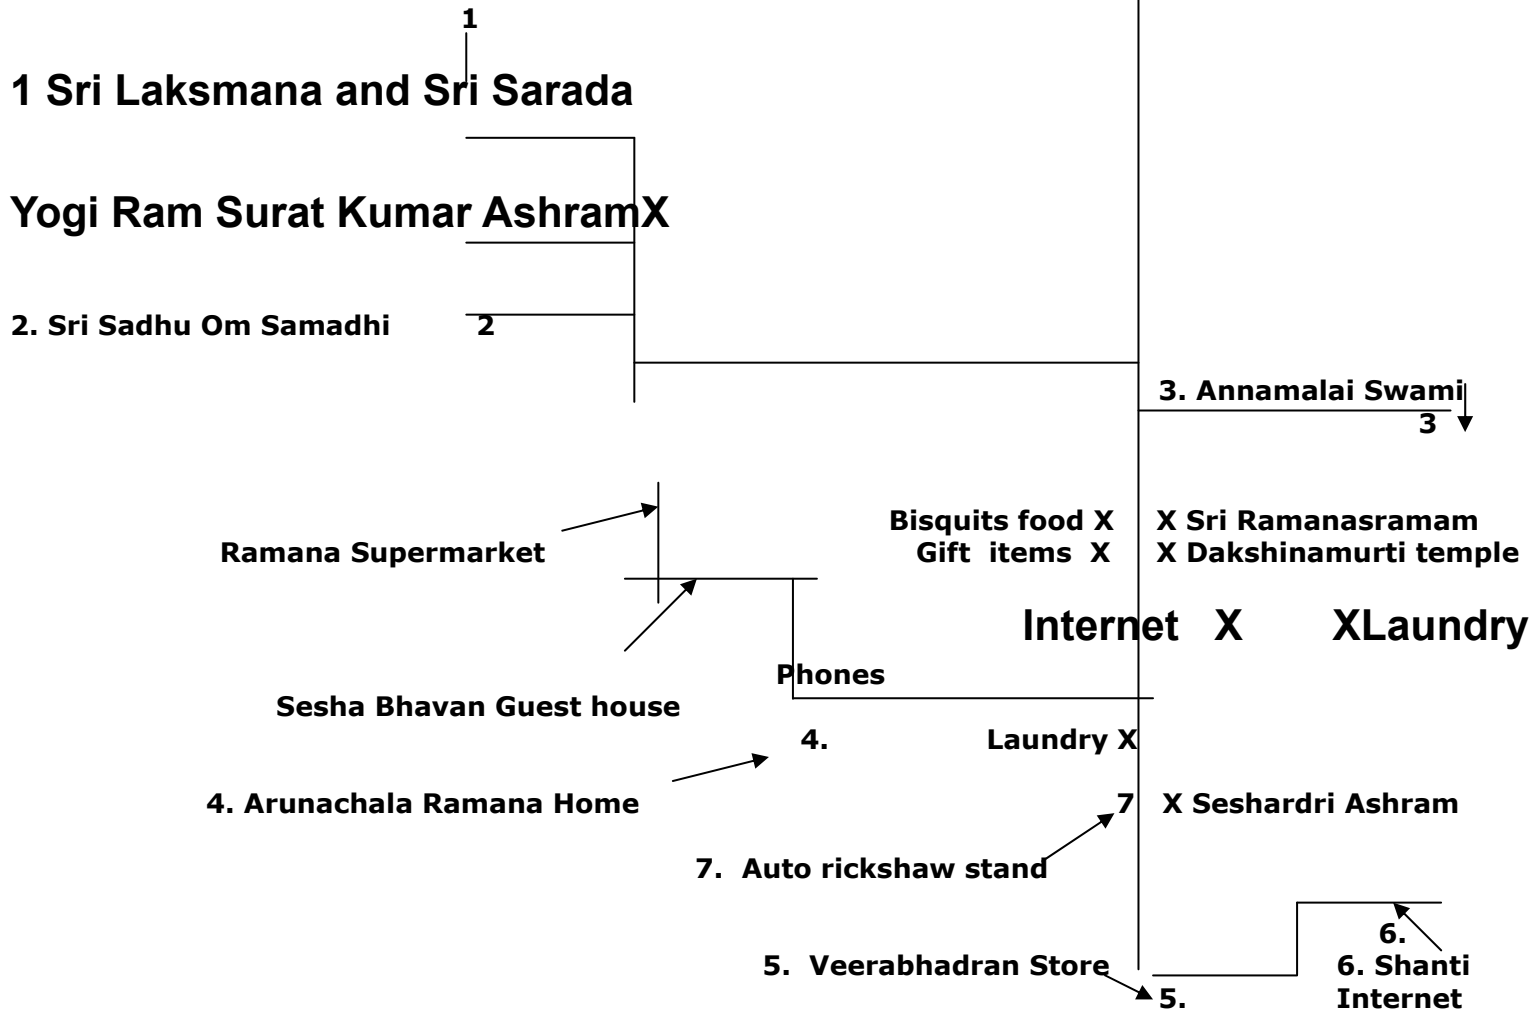 1
1 Sri Laksmana and Sri Sarada
Yogi Ram Surat Kumar AshramX
2. Sri Sadhu Om Samadhi 2
3. Annamalai Swami
3
Bisquits food X X Sri Ramanasramam
Ramana Supermarket Gift items X X Dakshinamurti temple
Internet X XLaundry
Phones
Sesha Bhavan Guest house
4. Laundry X
4. Arunachala Ramana Home 7 X Seshardri Ashram
7. Auto rickshaw stand
6.
5. Veerabhadran Store 6. Shanti
5. Internet